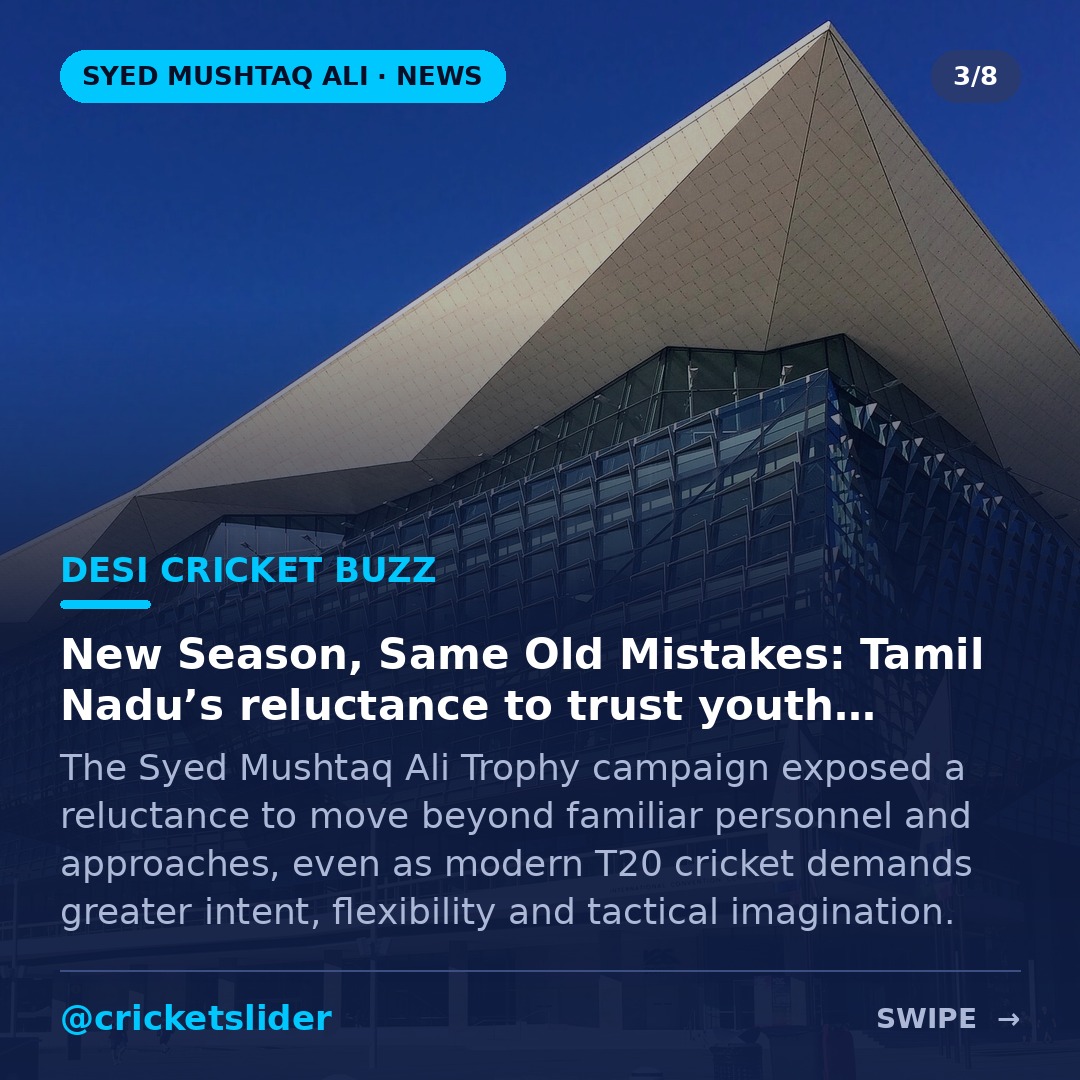 SYED MUSHTAQ ALI · NEWS
3/8
DESI CRICKET BUZZ
New Season, Same Old Mistakes: Tamil
Nadu’s reluctance to trust youth…
The Syed Mushtaq Ali Trophy campaign exposed a
reluctance to move beyond familiar personnel and
approaches, even as modern T20 cricket demands
greater intent, flexibility and tactical imagination.
@cricketslider
SWIPE →